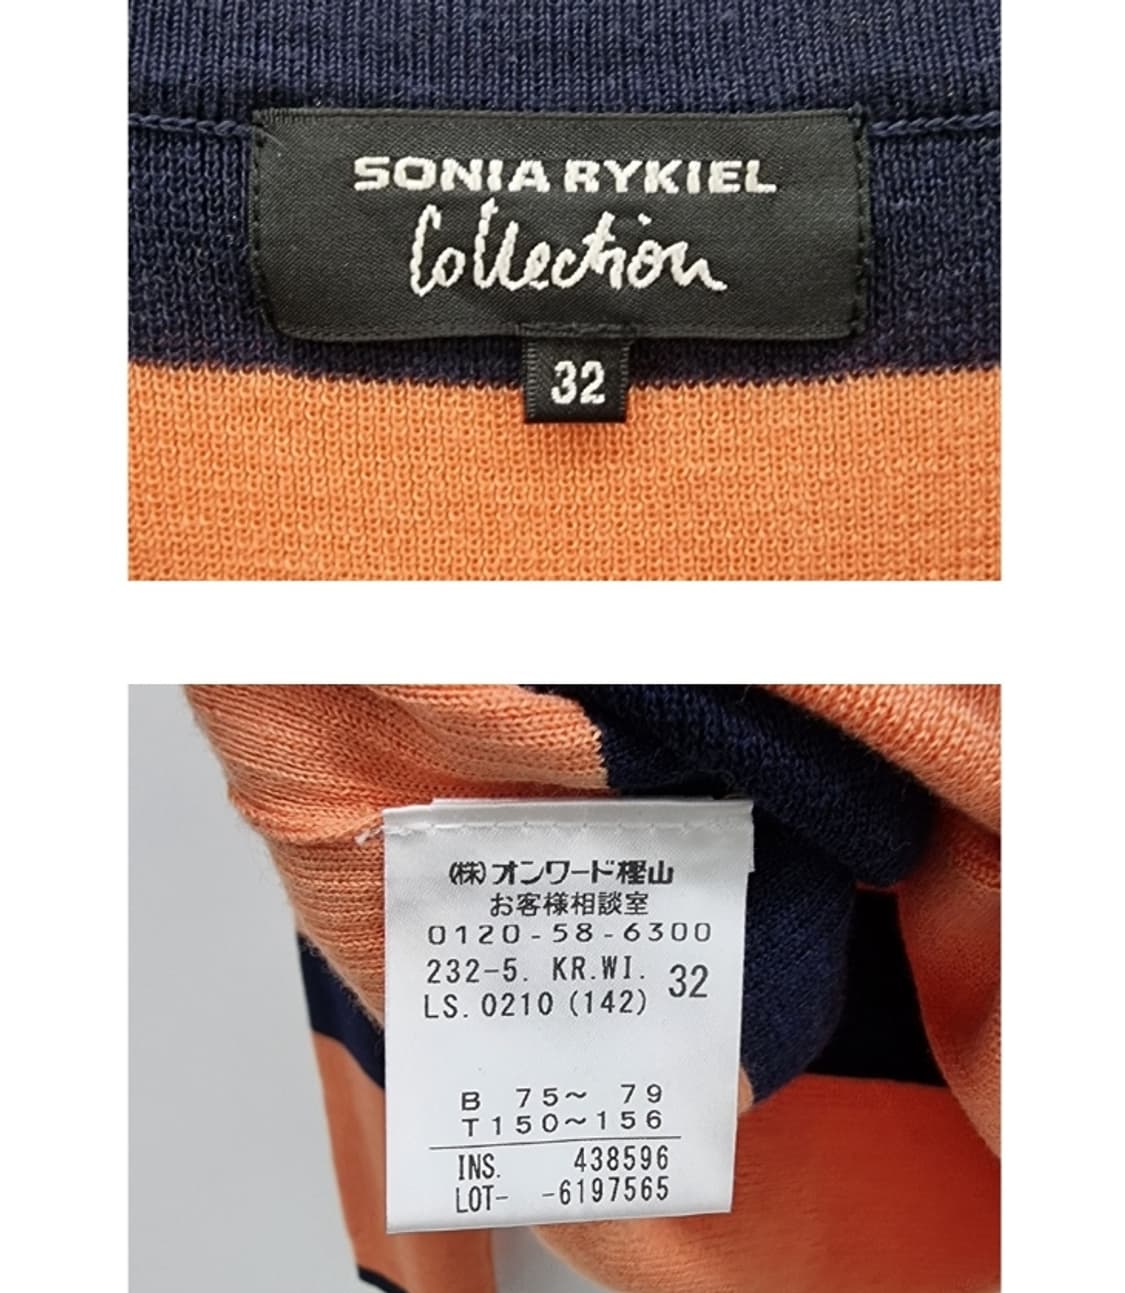 SONIA RYKIEL
Collection
32
(株)オンワード樫山
お客様相談室
0120-58-6300
232-5. KR.WI. 32
LS.0210 (142)
B 75~ 79
T150~156
INS. 438596
LOT- -6197565